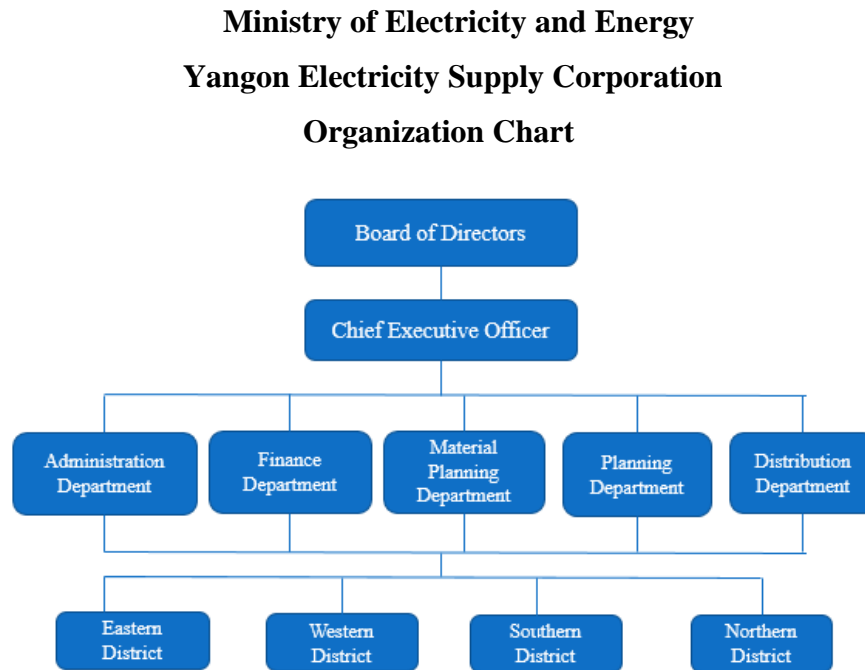 Ministry of Electricity and Energy
Yangon Electricity Supply Corporation
Organization Chart
Board of Directors
Chief Executive Officer
Administration
Department
Finance
Department
Material
Planning
Department
Planning
Department
Distribution
Department
Eastern
District
Western
District
Southern
District
Northern
District